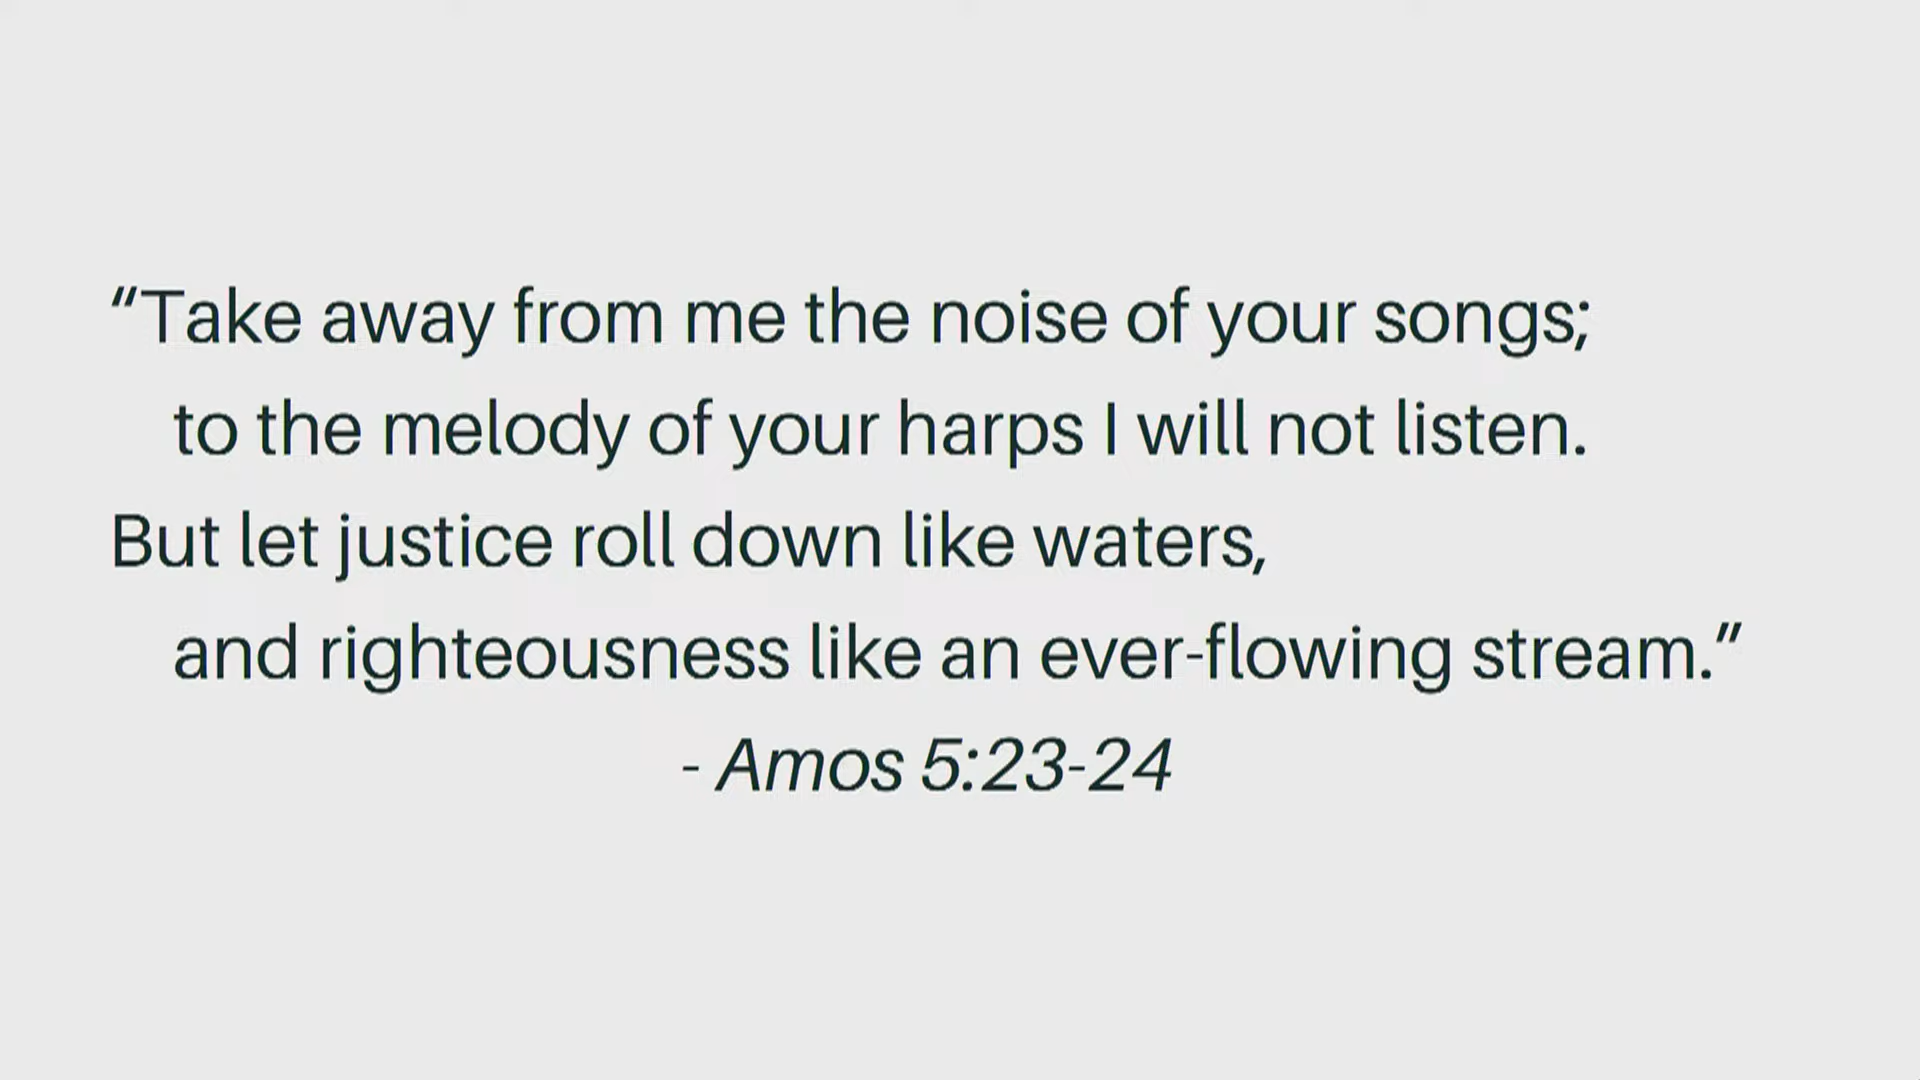 “Take away from me the noise of your songs;
to the melody of your harps I will not listen.
But let justice roll down like waters,
and righteousness like an ever-flowing stream.”
- Amos 5:23-24